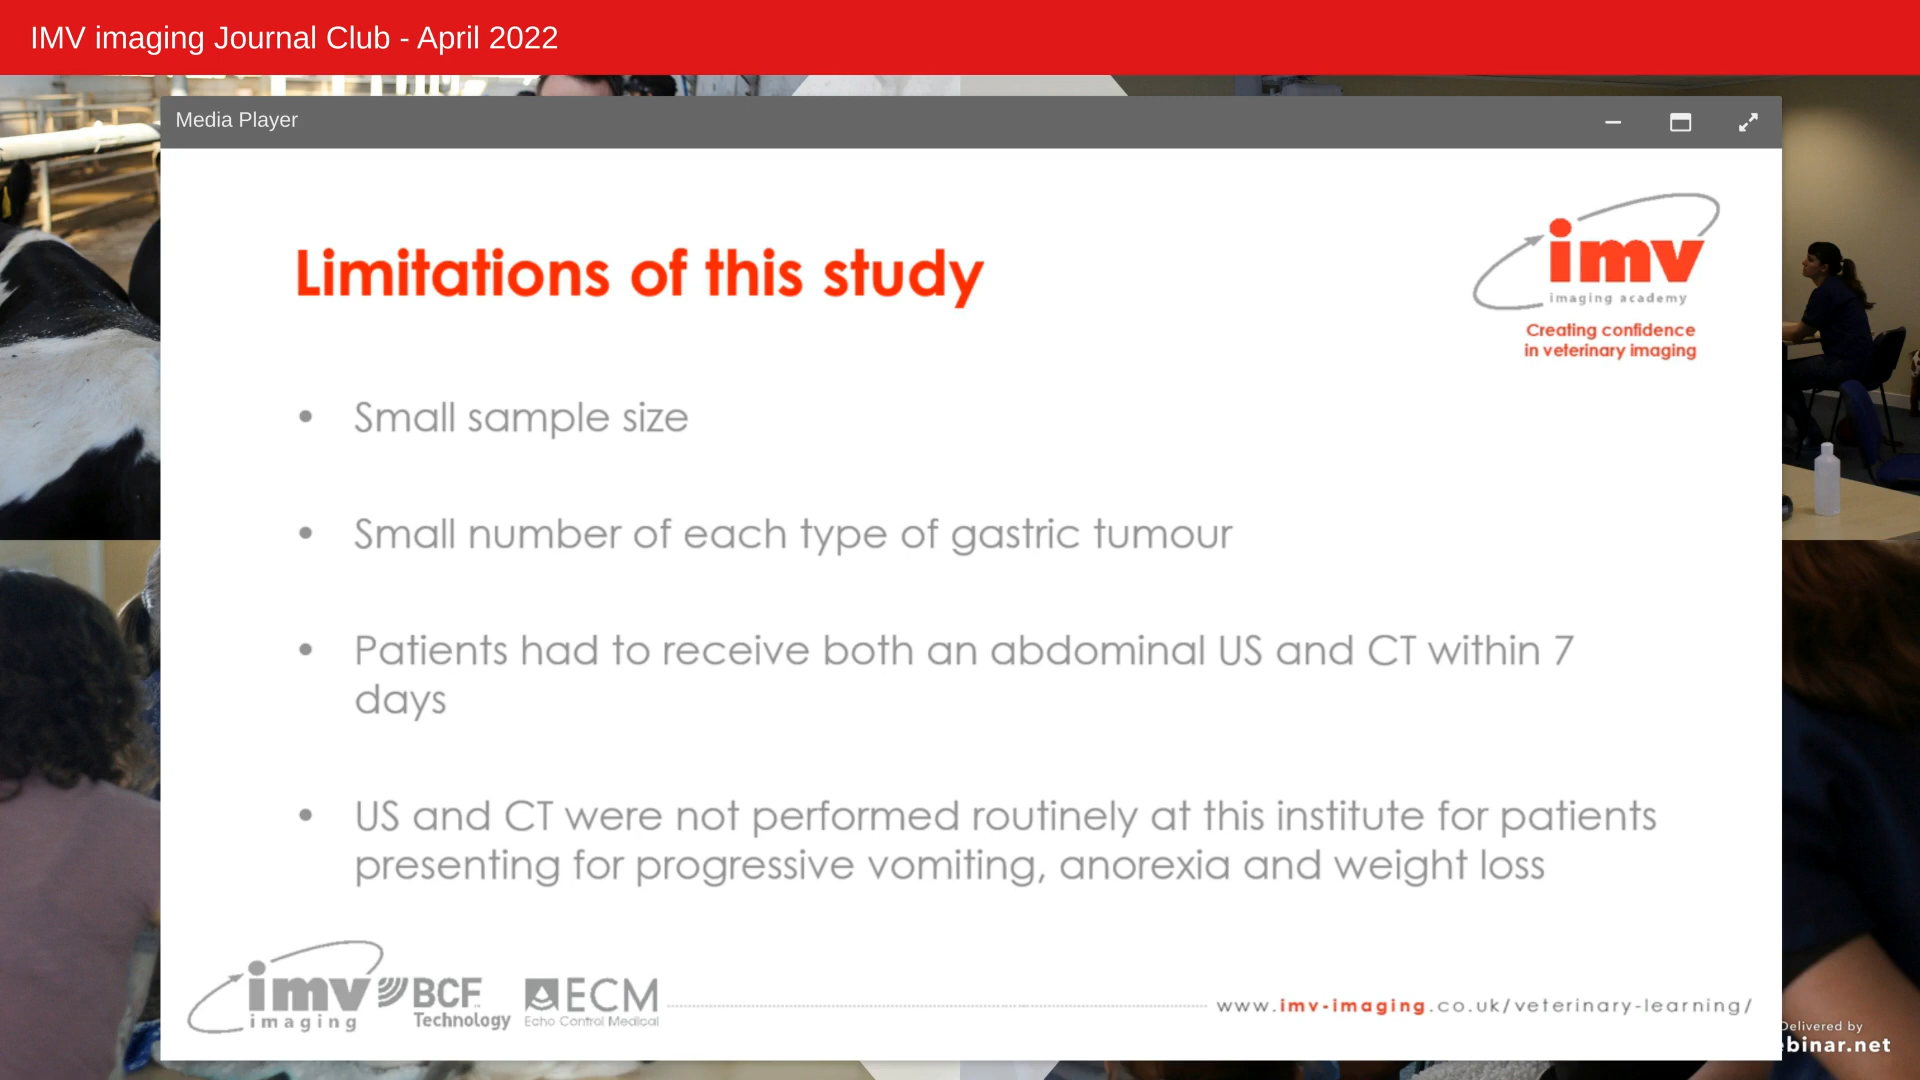 IMV imaging Journal Club - April 2022
Media Player
Limitations of this study
imv
imaging academy
Creating confidence
in veterinary imaging
• Small sample size
• Small number of each type of gastric tumour
• Patients had to receive both an abdominal US and CT within 7
days
• US and CT were not performed routinely at this institute for patients
presenting for progressive vomiting, anorexia and weight loss
imv
imaging
BCF
Technology
ECM
Echo Control Medical
www.imv-imaging.co.uk/veterinary-learning/
Delivered by
ebinar.net